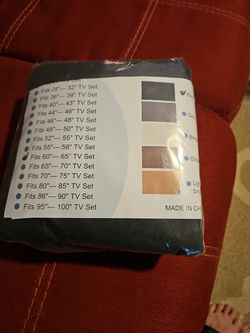 Fits 28"— 32" TV Set
Fits 36"— 39" TV Set
Fits 40"— 43" TV Set
Fits 44"— 46" TV Set
Fits 46"— 48" TV Set
Fits 48"— 50" TV Set
Fits 52"— 55" TV Set
Fits 55"— 58" TV Set
Fits 60"— 65" TV Set
Fits 65"— 70" TV Set
Fits 70"— 75" TV Set
Fits 80"— 85" TV Set
Fits 86"— 90" TV Set
Fits 95"— 100" TV Set
MADE IN CH